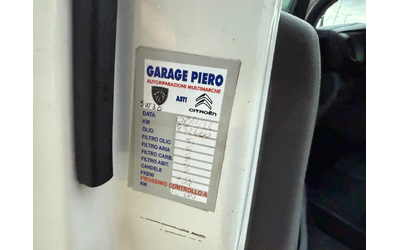 GARAGE PIERO
AUTORIPARAZIONI MULTIMARCHE
ASTI
CITROËN
5W30
DATA
KM
OLIO
FILTRO OLIO
FILTRO ARIA
FILTRO CARB.
FILTRO ABIT.
CANDELE
FRENI
PROSSIMO CONTROLLO A
KM